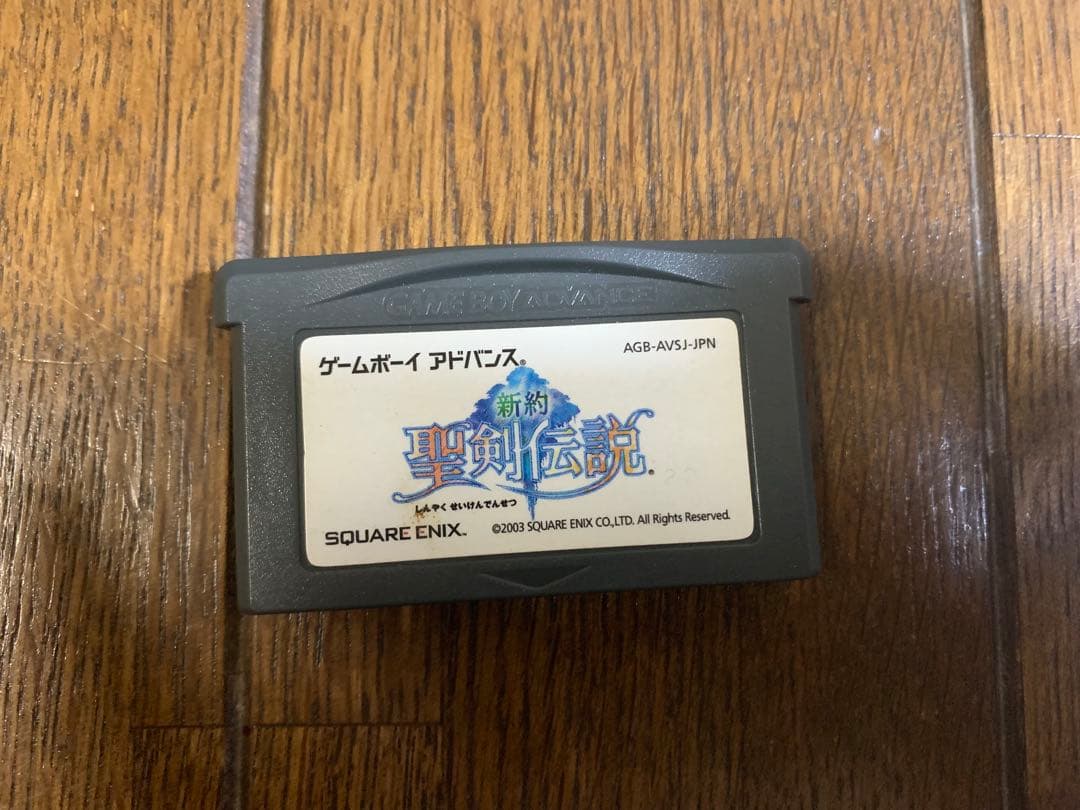 GAME BOY ADVANCE
ゲームボーイ アドバンス®
AGB-AVSJ-JPN
新約
聖剣伝説
しんやく せいけんでんせつ
SQUARE ENIX™
©2003 SQUARE ENIX CO.,LTD. All Rights Reserved.